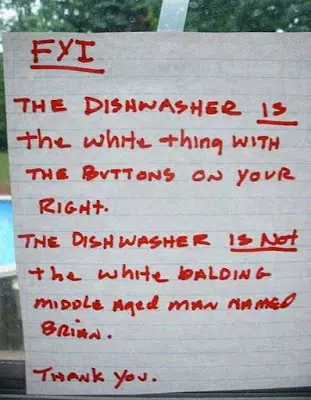 FYI
THE DISHWASHER IS
the white thing WITH
THE BUTTONS ON YOUR
RIGHT.
THE DISHWASHER IS NOT
the white BALDING
MIDDLE AGED MAN NAMED
BRIAN.
THANK YOU.